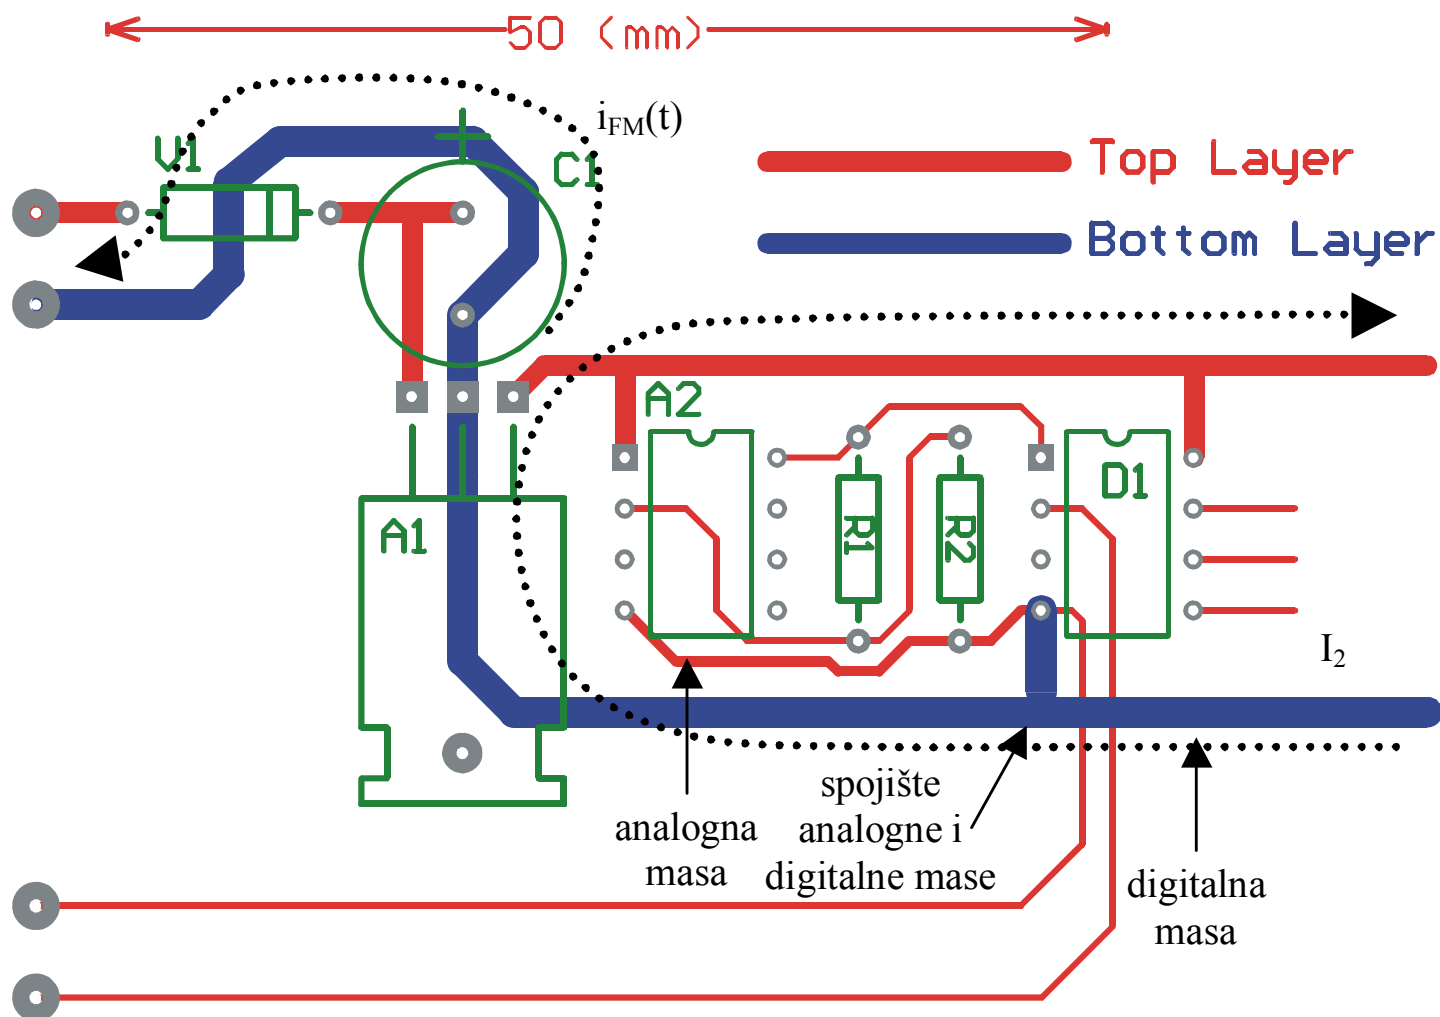 50 (mm)
i_FM(t)
V1
C1
Top Layer
Bottom Layer
A2
D1
A1
R1
R2
I₂
analogna
masa
spojište
analogne i
digitalne mase
digitalna
masa